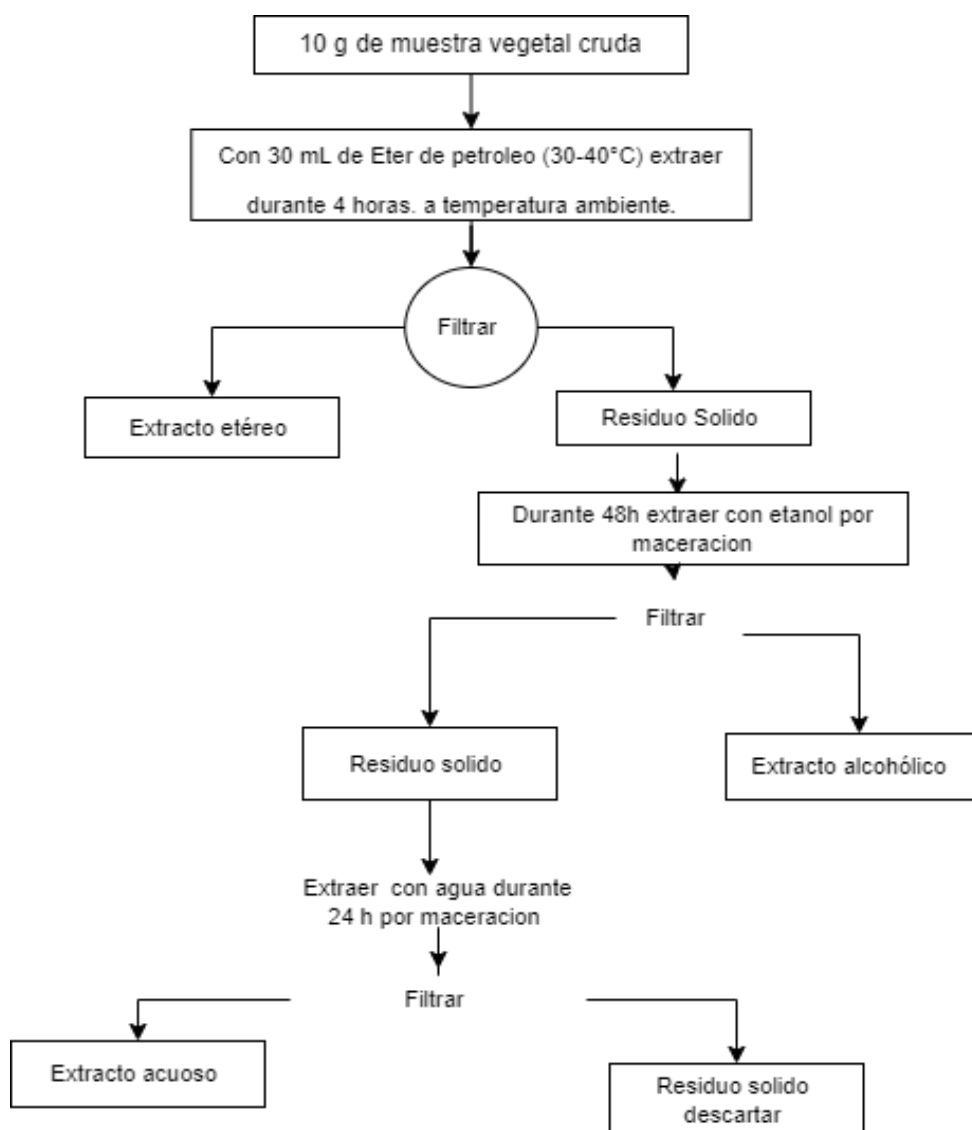 10 g de muestra vegetal cruda
Con 30 mL de Eter de petroleo (30-40°C) extraer
durante 4 horas. a temperatura ambiente.
Filtrar
Extracto etéreo
Residuo Solido
Durante 48h extraer con etanol por
maceracion
Filtrar
Residuo solido
Extracto alcohólico
Extraer con agua durante
24 h por maceracion
Filtrar
Extracto acuoso
Residuo solido
descartar